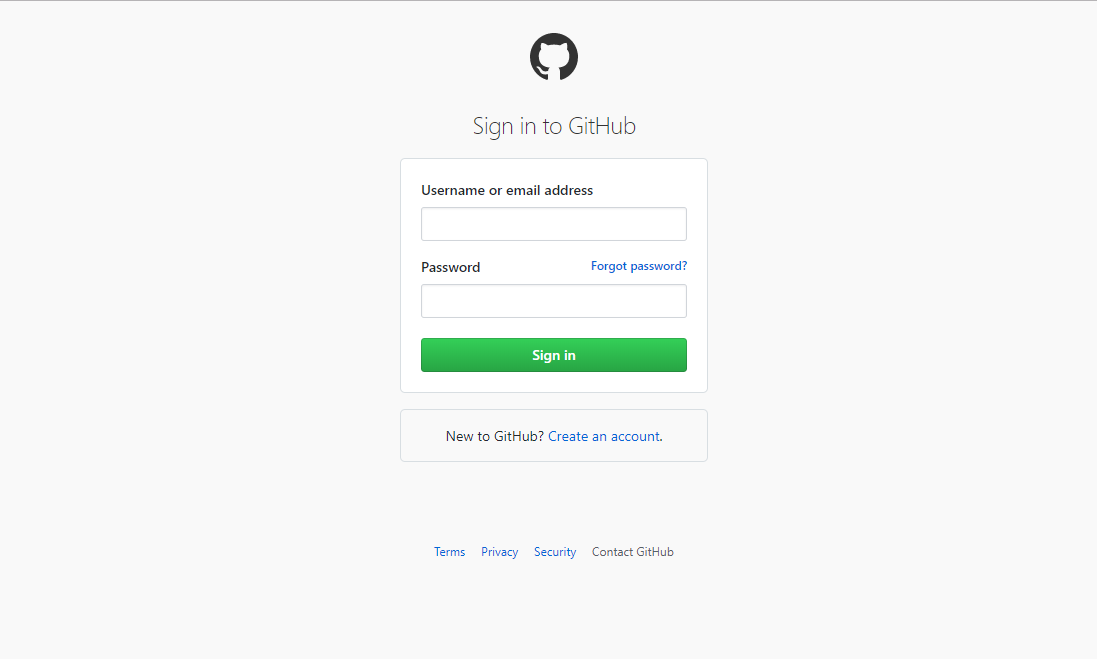 Sign in to GitHub
Username or email address
Password Forgot password?
Sign in
New to GitHub? Create an account.
Terms Privacy Security Contact GitHub